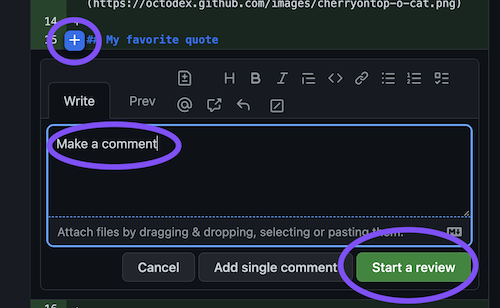 (https://octodex.github.com/images/cherryontop-o-cat.png)
14 +
15 + ## My favorite quote
Write Prev
Make a comment
Attach files by dragging & dropping, selecting or pasting them.
Cancel Add single comment Start a review
16 +